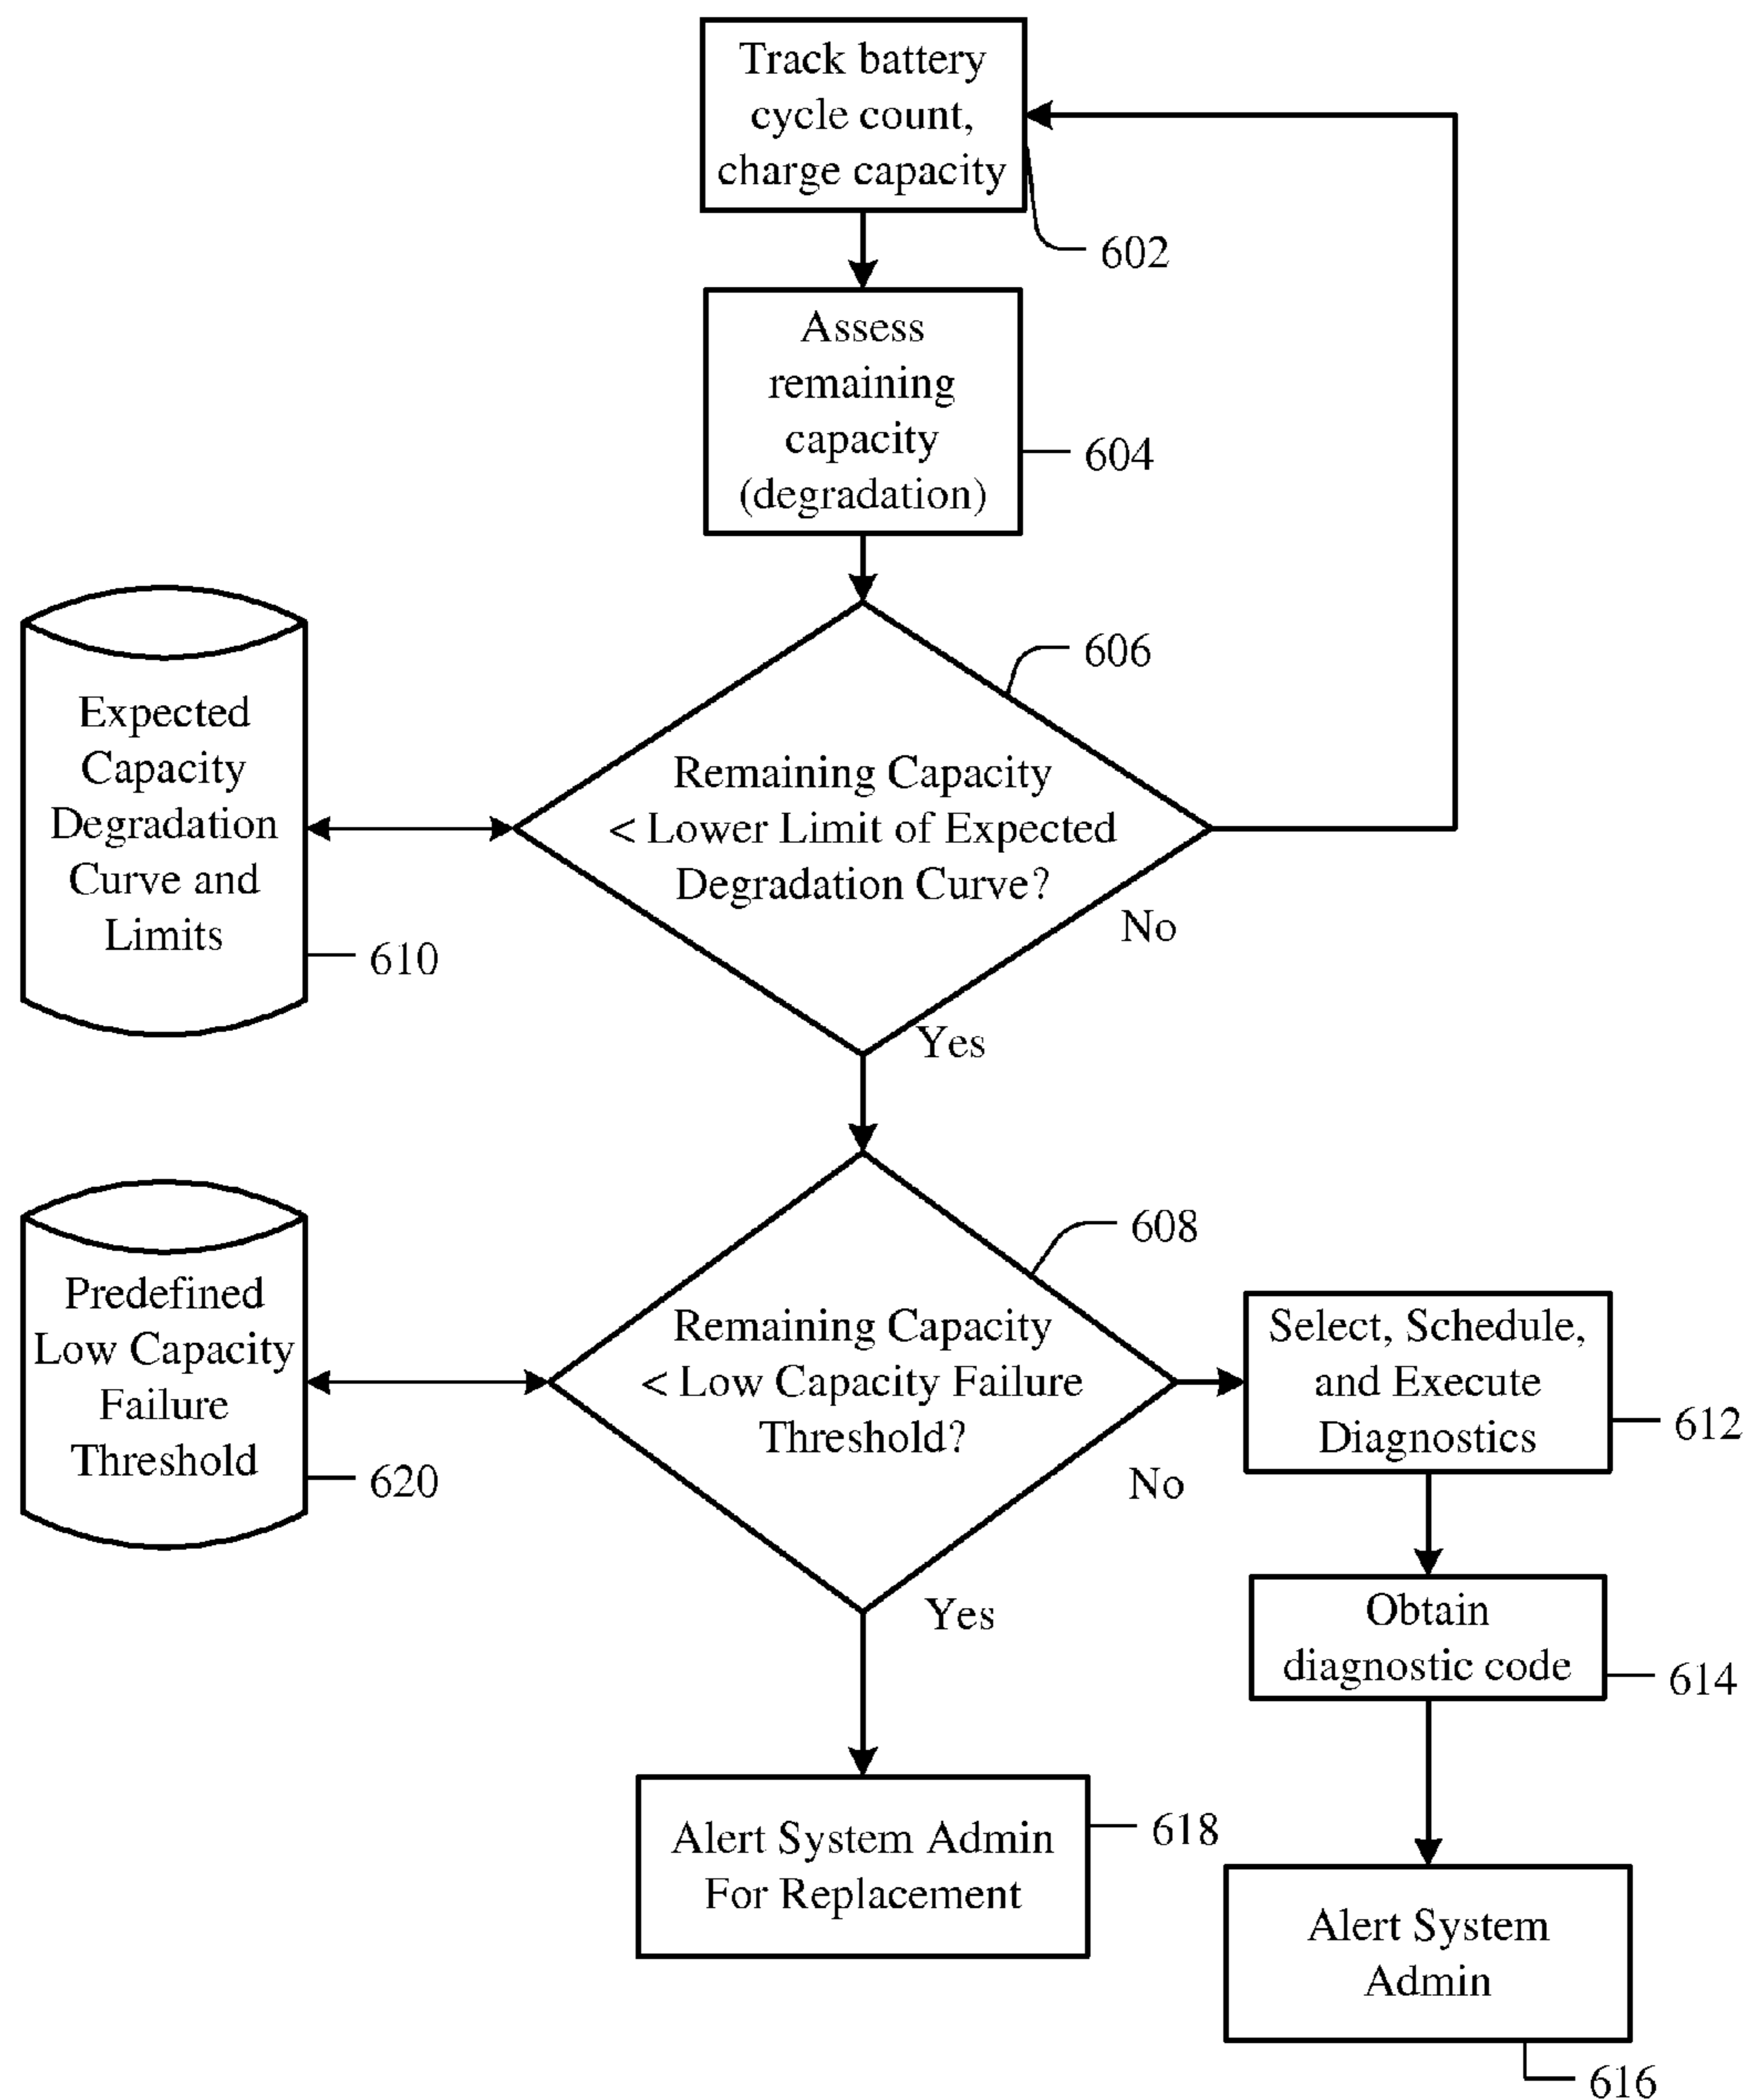 Track battery
cycle count,
charge capacity
602
Assess
remaining
capacity
(degradation)
604
606
Expected
Capacity
Degradation
Curve and
Limits
610
Remaining Capacity
< Lower Limit of Expected
Degradation Curve?
No
Yes
608
Predefined
Low Capacity
Failure
Threshold
620
Remaining Capacity
< Low Capacity Failure
Threshold?
No
Yes
Select, Schedule,
and Execute
Diagnostics
612
Obtain
diagnostic code
614
Alert System Admin
For Replacement
618
Alert System
Admin
616